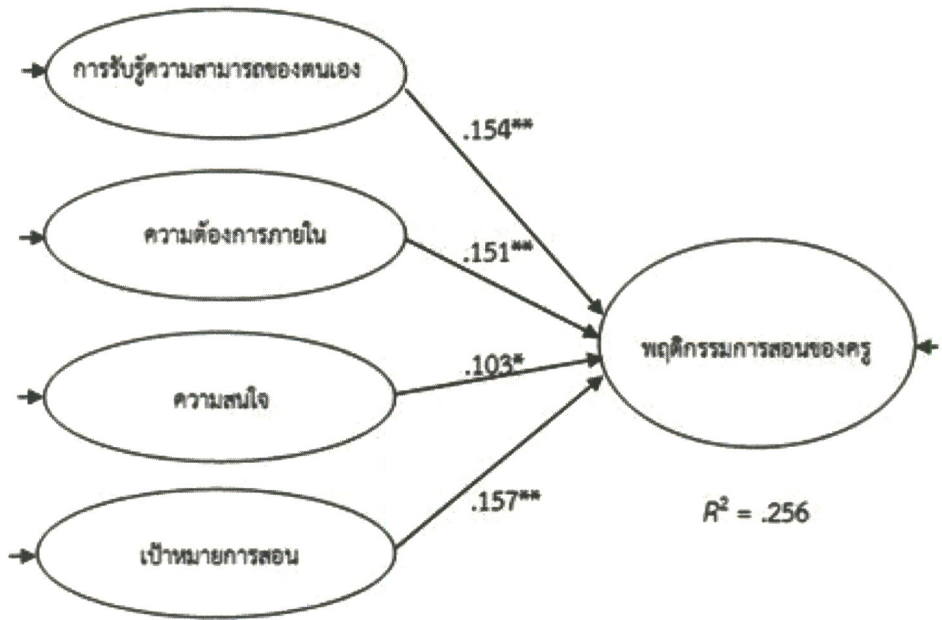 การรับรู้ความสามารถของตนเอง
.154**
ความต้องการภายใน
.151**
พฤติกรรมการสอนของครู
.103*
ความสนใจ
.157**
R² = .256
เป้าหมายการสอน